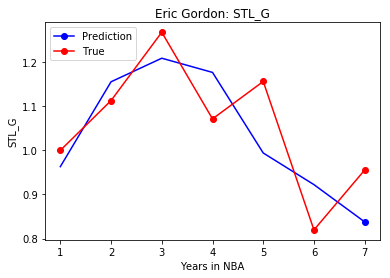 Eric Gordon: STL_G
Prediction
True
STL_G
1.2
1.1
1.0
0.9
0.8
1 2 3 4 5 6 7
Years in NBA